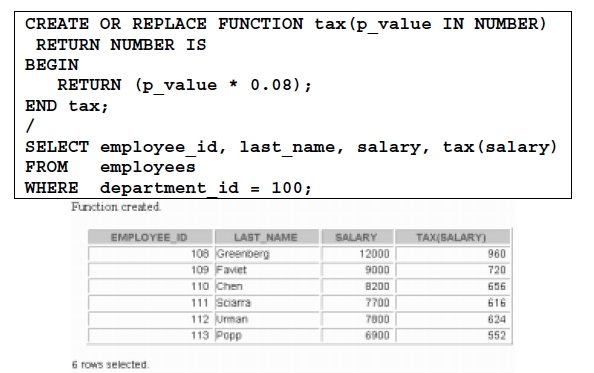 CREATE OR REPLACE FUNCTION tax(p_value IN NUMBER)
RETURN NUMBER IS
BEGIN
RETURN (p_value * 0.08);
END tax;
/
SELECT employee_id, last_name, salary, tax(salary)
FROM employees
WHERE department_id = 100;
Function created.
EMPLOYEE_ID LAST_NAME SALARY TAX(SALARY)
108 Greenberg 12000 960
109 Faviet 9000 720
110 Chen 8200 656
111 Sciarra 7700 616
112 Urman 7800 624
113 Popp 6900 552
6 rows selected.